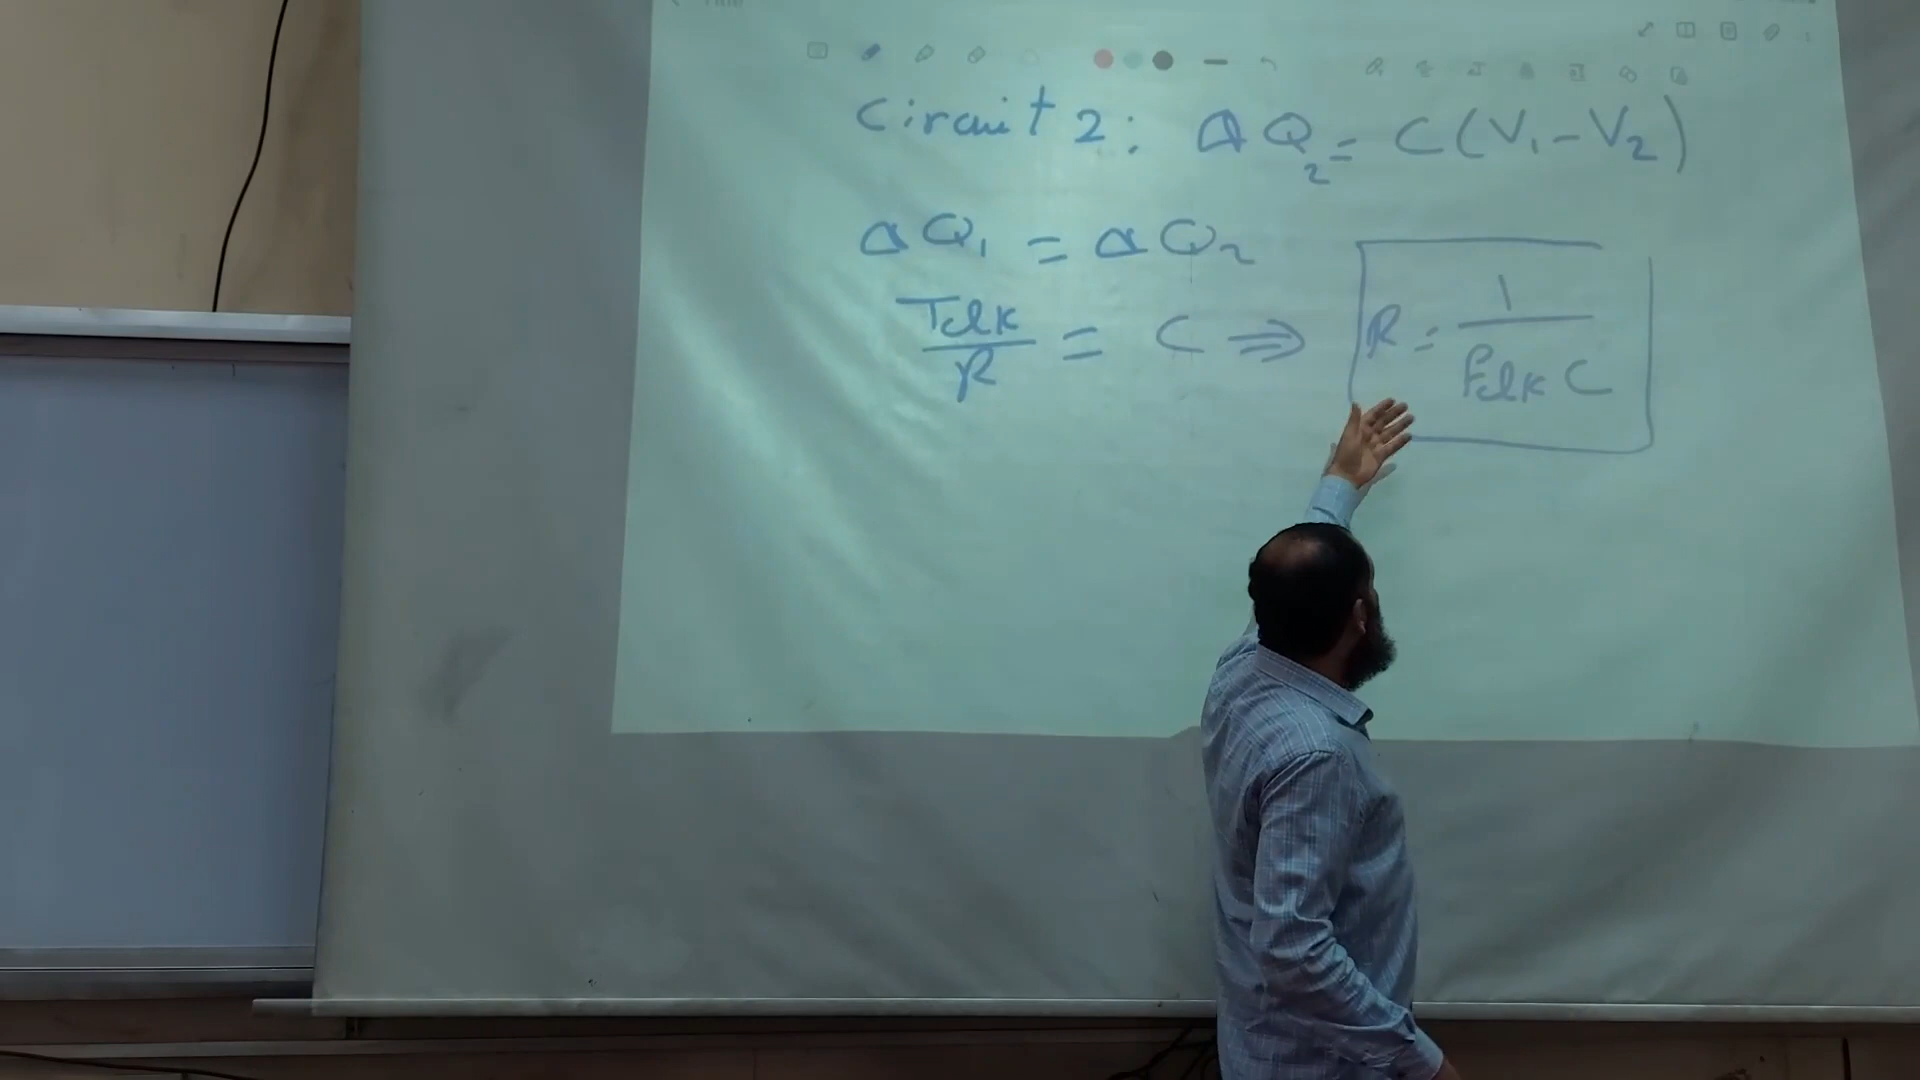 Circuit 2: ΔQ₂ = C(V₁-V₂)
ΔQ₁ = ΔQ₂
Tclk/R = C ⇒ R = 1/(Fclk C)